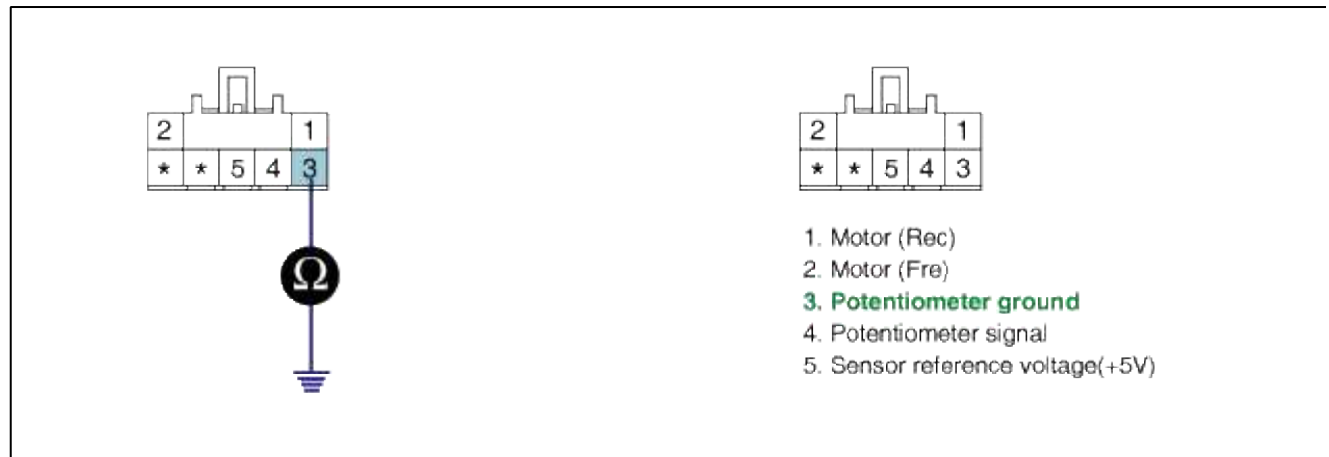 2 1
* * 5 4 3
Ω
2 1
* * 5 4 3
1. Motor (Rec)
2. Motor (Fre)
3. Potentiometer ground
4. Potentiometer signal
5. Sensor reference voltage(+5V)